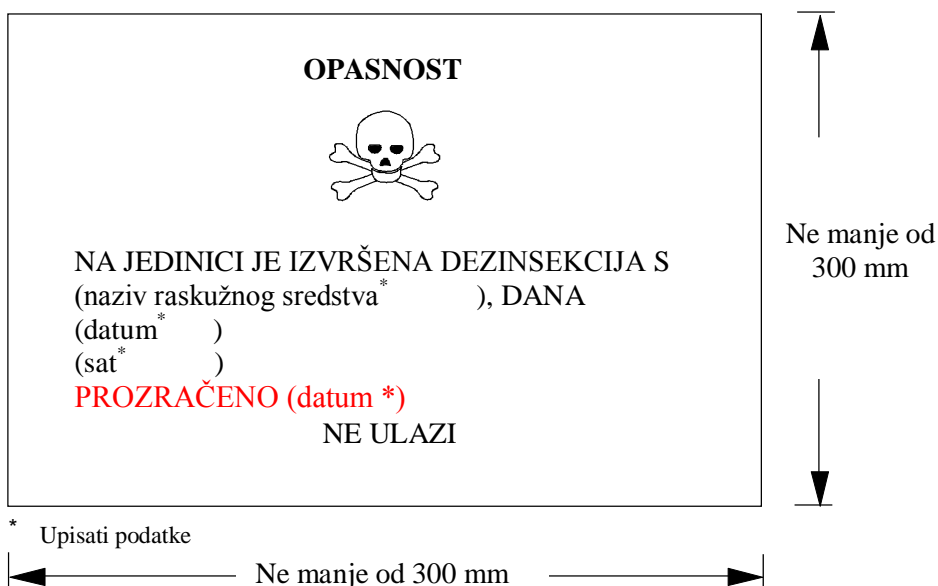 OPASNOST
NA JEDINICI JE IZVRŠENA DEZINSEKCIJA S
(naziv raskužnog sredstva* ), DANA
(datum* )
(sat* )
PROZRAČENO (datum *)
NE ULAZI
Ne manje od
300 mm
* Upisati podatke
Ne manje od 300 mm